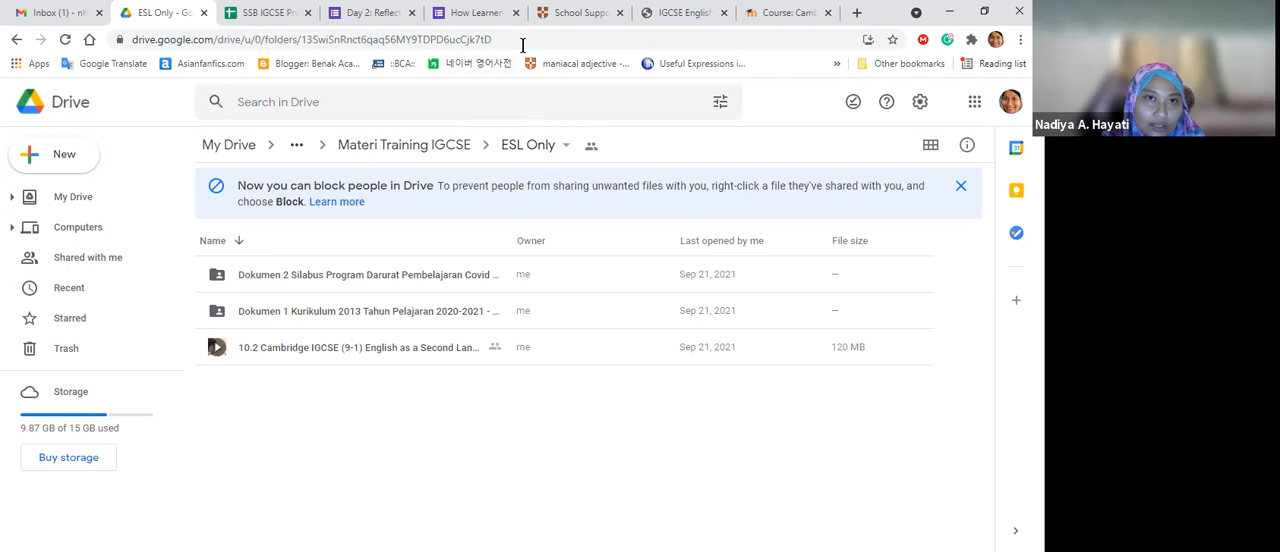 Inbox (1) - nh
ESL Only - Go
SSB IGCSE Pr
Day 2: Reflect
How Learner-
School Suppo
IGCSE English
Course: Camb
drive.google.com/drive/u/0/folders/13SwiSnRnct6qaq56MY9TDPD6ucCjk7tD
Apps
Google Translate
Asianfanfics.com
Blogger: Benak Aca...
::BCA::
네이버 영어사전
maniacal adjective -...
Useful Expressions i...
»
Other bookmarks
Reading list
Drive
Search in Drive
Nadiya A. Hayati
New
My Drive
Computers
Shared with me
Recent
Starred
Trash
Storage
9.87 GB of 15 GB used
Buy storage
My Drive > ... > Materi Training IGCSE > ESL Only
Now you can block people in Drive To prevent people from sharing unwanted files with you, right-click a file they've shared with you, and
choose Block. Learn more
Name Owner Last opened by me File size
Dokumen 2 Silabus Program Darurat Pembelajaran Covid ... me Sep 21, 2021 —
Dokumen 1 Kurikulum 2013 Tahun Pelajaran 2020-2021 - ... me Sep 21, 2021 —
10.2 Cambridge IGCSE (9-1) English as a Second Lan... me Sep 21, 2021 120 MB